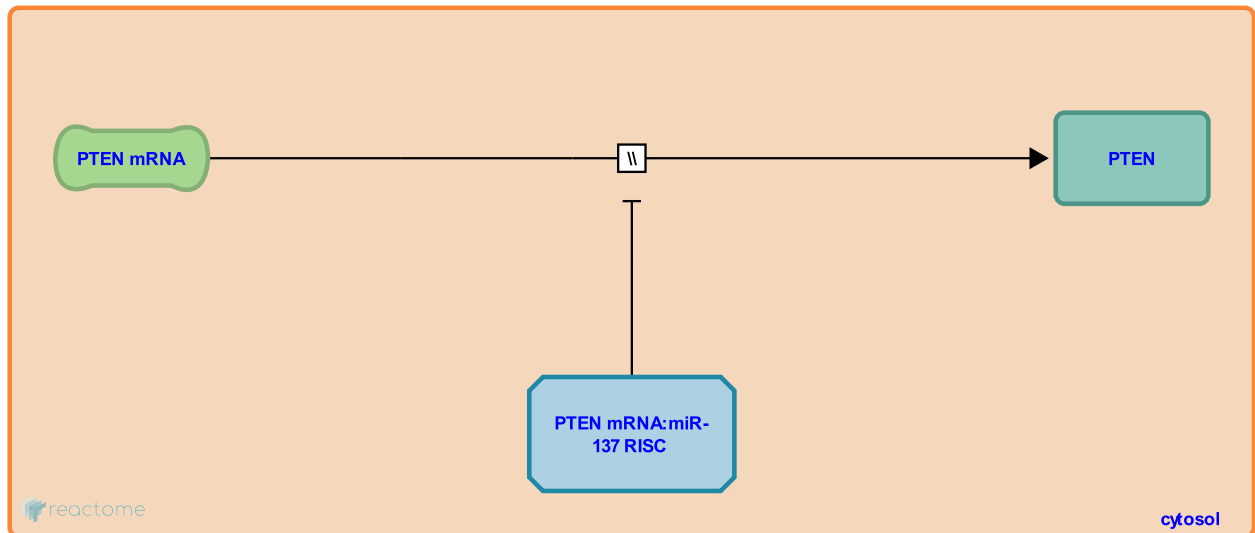 PTEN mRNA
\\
PTEN
PTEN mRNA:miR-
137 RISC
reactome
cytosol